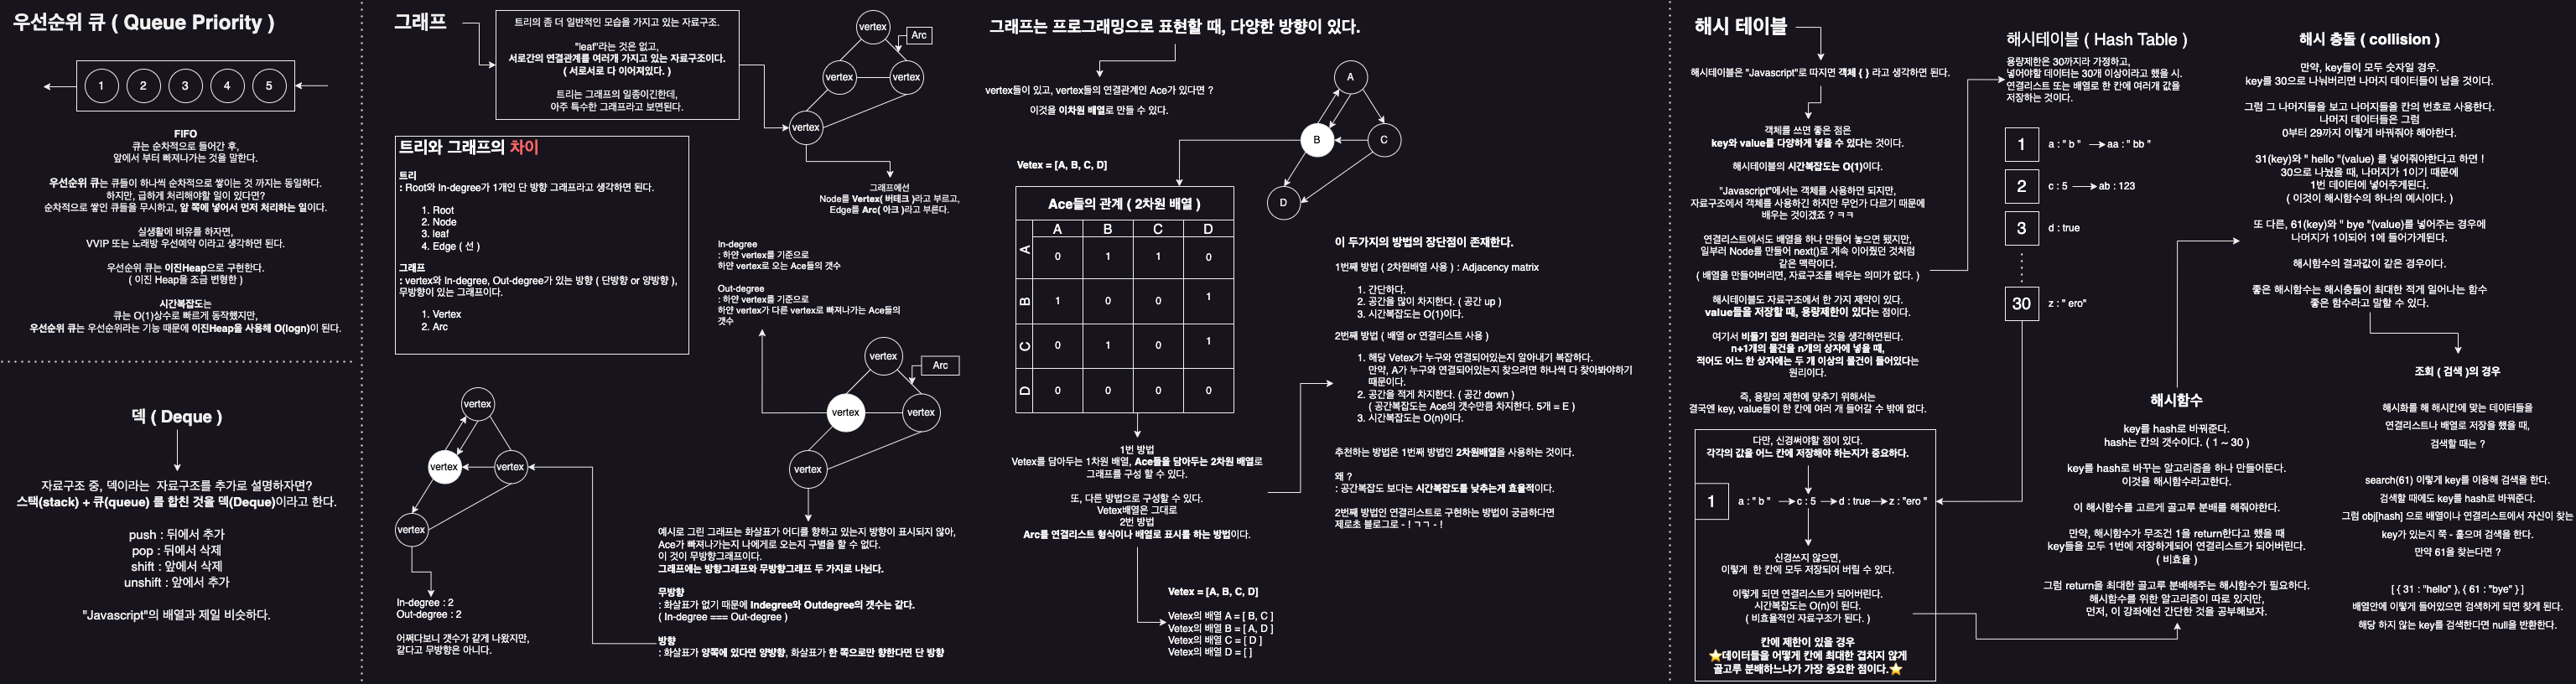 우선순위 큐 ( Queue Priority )
1 2 3 4 5
FIFO
큐는 순차적으로 들어간 후,
앞에서 부터 빠져나가는 것을 말한다.
우선순위 큐는 큐들이 하나씩 순차적으로 쌓이는 것 까지는 동일하다.
하지만, 급하게 처리해야할 일이 있다면?
순차적으로 쌓인 큐들을 무시하고, 앞 쪽에 넣어서 먼저 처리하는 일이다.
실생활에 비유를 하자면,
VVIP 또는 노래방 우선예약 이라고 생각하면 된다.
우선순위 큐는 이진Heap으로 구현한다.
( 이진 Heap을 조금 변형한 )
시간복잡도는
큐는 O(1)상수로 빠르게 동작했지만,
우선순위 큐는 우선순위라는 기능 때문에 이진Heap을 사용해 O(logn)이 된다.
덱 ( Deque )
자료구조 중, 덱이라는 자료구조를 추가로 설명하자면?
스택(stack) + 큐(queue) 를 합친 것을 덱(Deque)이라고 한다.
push : 뒤에서 추가
pop : 뒤에서 삭제
shift : 앞에서 삭제
unshift : 앞에서 추가
"Javascript"의 배열과 제일 비슷하다.
그래프
트리의 좀 더 일반적인 모습을 가지고 있는 자료구조.
"leaf"라는 것은 없고,
서로간의 연결관계를 여러개 가지고 있는 자료구조이다.
( 서로서로 다 이어져있다. )
트리는 그래프의 일종이긴한데,
아주 특수한 그래프라고 보면된다.
vertex
Arc
vertex
vertex
vertex
그래프에선
Node를 Vertex( 버테크 )라고 부르고,
Edge를 Arc( 아크 )라고 부른다.
트리와 그래프의 차이
트리
: Root와 In-degree가 1개인 단 방향 그래프라고 생각하면 된다.
1. Root
2. Node
3. leaf
4. Edge ( 선 )
그래프
: vertex와 In-degree, Out-degree가 있는 방향 ( 단방향 or 양방향 ),
무방향이 있는 그래프이다.
1. Vertex
2. Arc
In-degree
: 하얀 vertex를 기준으로
하얀 vertex로 오는 Ace들의 갯수
Out-degree
: 하얀 vertex를 기준으로
하얀 vertex가 다른 vertex로 빠져나가는 Ace들의
갯수
vertex
Arc
vertex
vertex
vertex
예시로 그린 그래프는 화살표가 어디를 향하고 있는지 방향이 표시되지 않아,
Ace가 빠져나가는지 나에게로 오는지 구별을 할 수 없다.
이 것이 무방향그래프이다.
그래프에는 방향그래프와 무방향그래프 두 가지로 나뉜다.
무방향
: 화살표가 없기 때문에 Indegree와 Outdegree의 갯수는 같다.
( In-degree === Out-degree )
방향
: 화살표가 양쪽에 있다면 양방향, 화살표가 한 쪽으로만 향한다면 단 방향
vertex
vertex
vertex
vertex
In-degree : 2
Out-degree : 2
어쩌다보니 갯수가 같게 나왔지만,
같다고 무방향은 아니다.
그래프는 프로그래밍으로 표현할 때, 다양한 방향이 있다.
vertex들이 있고, vertex들의 연결관계인 Ace가 있다면 ?
이것을 이차원 배열로 만들 수 있다.
A
B
C
D
Vetex = [A, B, C, D]
Ace들의 관계 ( 2차원 배열 )
A B C D
A 0 1 1 0
B 1 0 0 1
C 0 1 0 1
D 0 0 0 0
1번 방법
Vetex를 담아두는 1차원 배열, Ace들을 담아두는 2차원 배열로
그래프를 구성 할 수 있다.
또, 다른 방법으로 구성할 수 있다.
Vetex배열은 그대로
2번 방법
Arc를 연결리스트 형식이나 배열로 표시를 하는 방법이다.
Vetex = [A, B, C, D]
Vetex의 배열 A = [ B, C ]
Vetex의 배열 B = [ A, D ]
Vetex의 배열 C = [ D ]
Vetex의 배열 D = [ ]
이 두가지의 방법의 장단점이 존재한다.
1번째 방법 ( 2차원배열 사용 ) : Adjacency matrix
1. 간단하다.
2. 공간을 많이 차지한다. ( 공간 up )
3. 시간복잡도는 O(1)이다.
2번째 방법 ( 배열 or 연결리스트 사용 )
1. 해당 Vetex가 누구와 연결되어있는지 알아내기 복잡하다.
만약, A가 누구와 연결되어있는지 찾으려면 하나씩 다 찾아봐야하기
때문이다.
2. 공간을 적게 차지한다. ( 공간 down )
( 공간복잡도는 Ace의 갯수만큼 차지한다. 5개 = E )
3. 시간복잡도는 O(n)이다.
추천하는 방법은 1번째 방법인 2차원배열을 사용하는 것이다.
왜 ?
: 공간복잡도 보다는 시간복잡도를 낮추는게 효율적이다.
2번째 방법인 연결리스트로 구현하는 방법이 궁금하다면
제로초 블로그로 - ! ㄱㄱ - !
해시 테이블
해시테이블은 "Javascript"로 따지면 객체 { } 라고 생각하면 된다.
객체를 쓰면 좋은 점은
key와 value를 다양하게 넣을 수 있다는 것이다.
해시테이블의 시간복잡도는 O(1)이다.
"Javascript"에서는 객체를 사용하면 되지만,
자료구조에서 객체를 사용하긴 하지만 무언가 다르기 때문에
배우는 것이겠죠 ? ㅋㅋ
연결리스트에서도 배열을 하나 만들어 놓으면 됐지만,
일부러 Node를 만들어 next()로 계속 이어줬던 것처럼
같은 맥락이다.
( 배열을 만들어버리면, 자료구조를 배우는 의미가 없다. )
해시테이블도 자료구조에서 한 가지 제약이 있다.
value들을 저장할 때, 용량제한이 있다는 점이다.
여기서 비둘기 집의 원리라는 것을 생각하면된다.
n+1개의 물건을 n개의 상자에 넣을 때,
적어도 어느 한 상자에는 두 개 이상의 물건이 들어있다는
원리이다.
즉, 용량의 제한에 맞추기 위해서는
결국엔 key, value들이 한 칸에 여러 개 들어갈 수 밖에 없다.
다만, 신경써야할 점이 있다.
각각의 값을 어느 칸에 저장해야 하는지가 중요하다.
1 a : " b " c : 5 d : true z : "ero "
신경쓰지 않으면,
이렇게 한 칸에 모두 저장되어 버릴 수 있다.
이렇게 되면 연결리스트가 되어버린다.
시간복잡도는 O(n)이 된다.
( 비효율적인 자료구조가 된다. )
칸에 제한이 있을 경우
⭐데이터들을 어떻게 칸에 최대한 겹치지 않게
골고루 분배하느냐가 가장 중요한 점이다.⭐
해시테이블 ( Hash Table )
용량제한은 30까지라 가정하고,
넣어야할 데이터는 30개 이상이라고 했을 시.
연결리스트 또는 배열로 한 칸에 여러개 값을
저장하는 것이다.
1 a : " b " aa : " bb "
2 c : 5 ab : 123
3 d : true
30 z : " ero"
해시함수
key를 hash로 바꿔준다.
hash는 칸의 갯수이다. ( 1 ~ 30 )
key를 hash로 바꾸는 알고리즘을 하나 만들어둔다.
이것을 해시함수라고한다.
이 해시함수를 고르게 골고루 분배를 해줘야한다.
만약, 해시함수가 무조건 1을 return한다고 했을 때
key들을 모두 1번에 저장하게되어 연결리스트가 되어버린다.
( 비효율 )
그럼 return을 최대한 골고루 분배해주는 해시함수가 필요하다.
해시함수를 위한 알고리즘이 따로 있지만,
먼저, 이 강좌에선 간단한 것을 공부해보자.
해시 충돌 ( collision )
만약, key들이 모두 숫자일 경우.
key를 30으로 나눠버리면 나머지 데이터들이 남을 것이다.
그럼 그 나머지들을 보고 나머지들을 칸의 번호로 사용한다.
나머지 데이터들은 그럼
0부터 29까지 이렇게 바꿔줘야 해야한다.
31(key)와 " hello "(value) 를 넣어줘야한다고 하면 !
30으로 나눴을 때, 나머지가 1이기 때문에
1번 데이터에 넣어주게된다.
( 이것이 해시함수의 하나의 예시이다. )
또 다른, 61(key)와 " bye "(value)를 넣어주는 경우에
나머지가 1이되어 1에 들어가게된다.
해시함수의 결과값이 같은 경우이다.
좋은 해시함수는 해시충돌이 최대한 적게 일어나는 함수
좋은 함수라고 말할 수 있다.
조회 ( 검색 )의 경우
해시화를 해 해시칸에 맞는 데이터들을
연결리스트나 배열로 저장을 했을 때,
검색할 때는 ?
search(61) 이렇게 key를 이용해 검색을 한다.
검색할 때에도 key를 hash로 바꿔준다.
그럼 obj[hash] 으로 배열이나 연결리스트에서 자신이 찾는
key가 있는지 쭉 - 훑으며 검색을 한다.
만약 61을 찾는다면 ?
[ { 31 : "hello" }, { 61 : "bye" } ]
배열안에 이렇게 들어있으면 검색하게 되면 찾게 된다.
해당 하지 않는 key를 검색한다면 null을 반환한다.